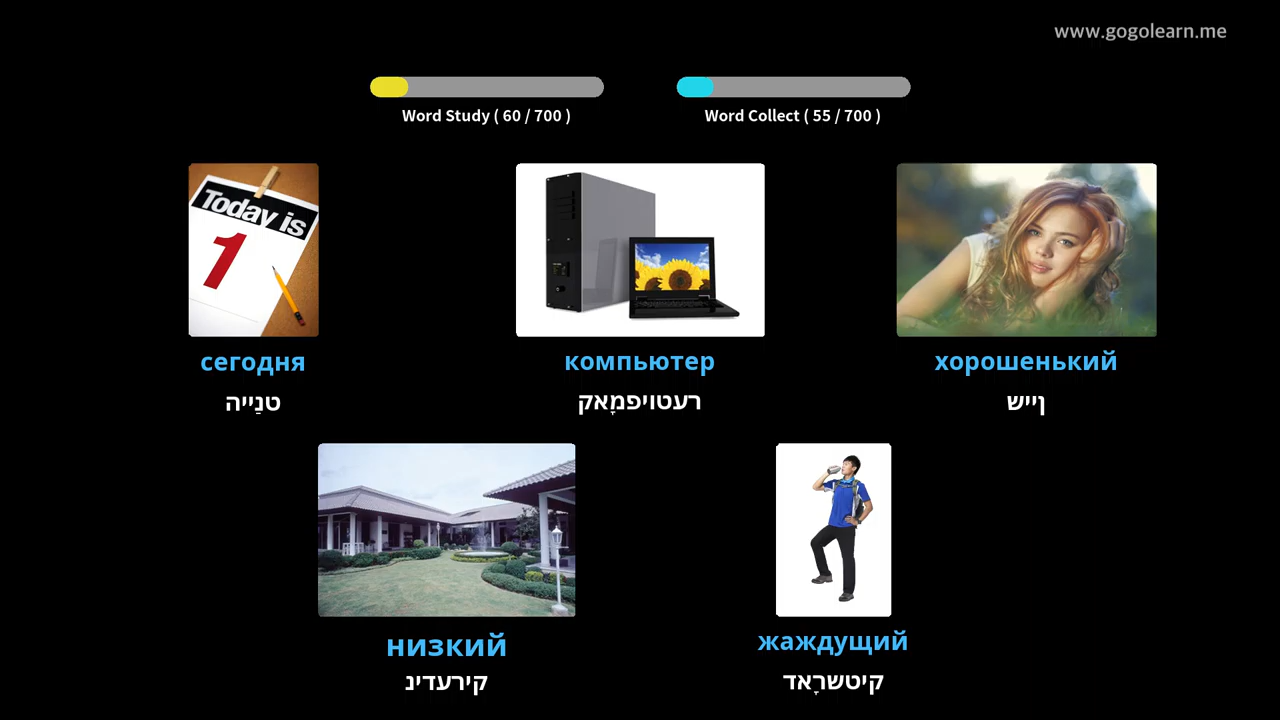 www.gogolearn.me
Word Study ( 60 / 700 )
Word Collect ( 55 / 700 )
Today is
1
сегодня
טנַייה
компьютер
רעטויפמָאק
хорошенький
ןייש
низкий
קירעדינ
жаждущий
קיטשרָאד